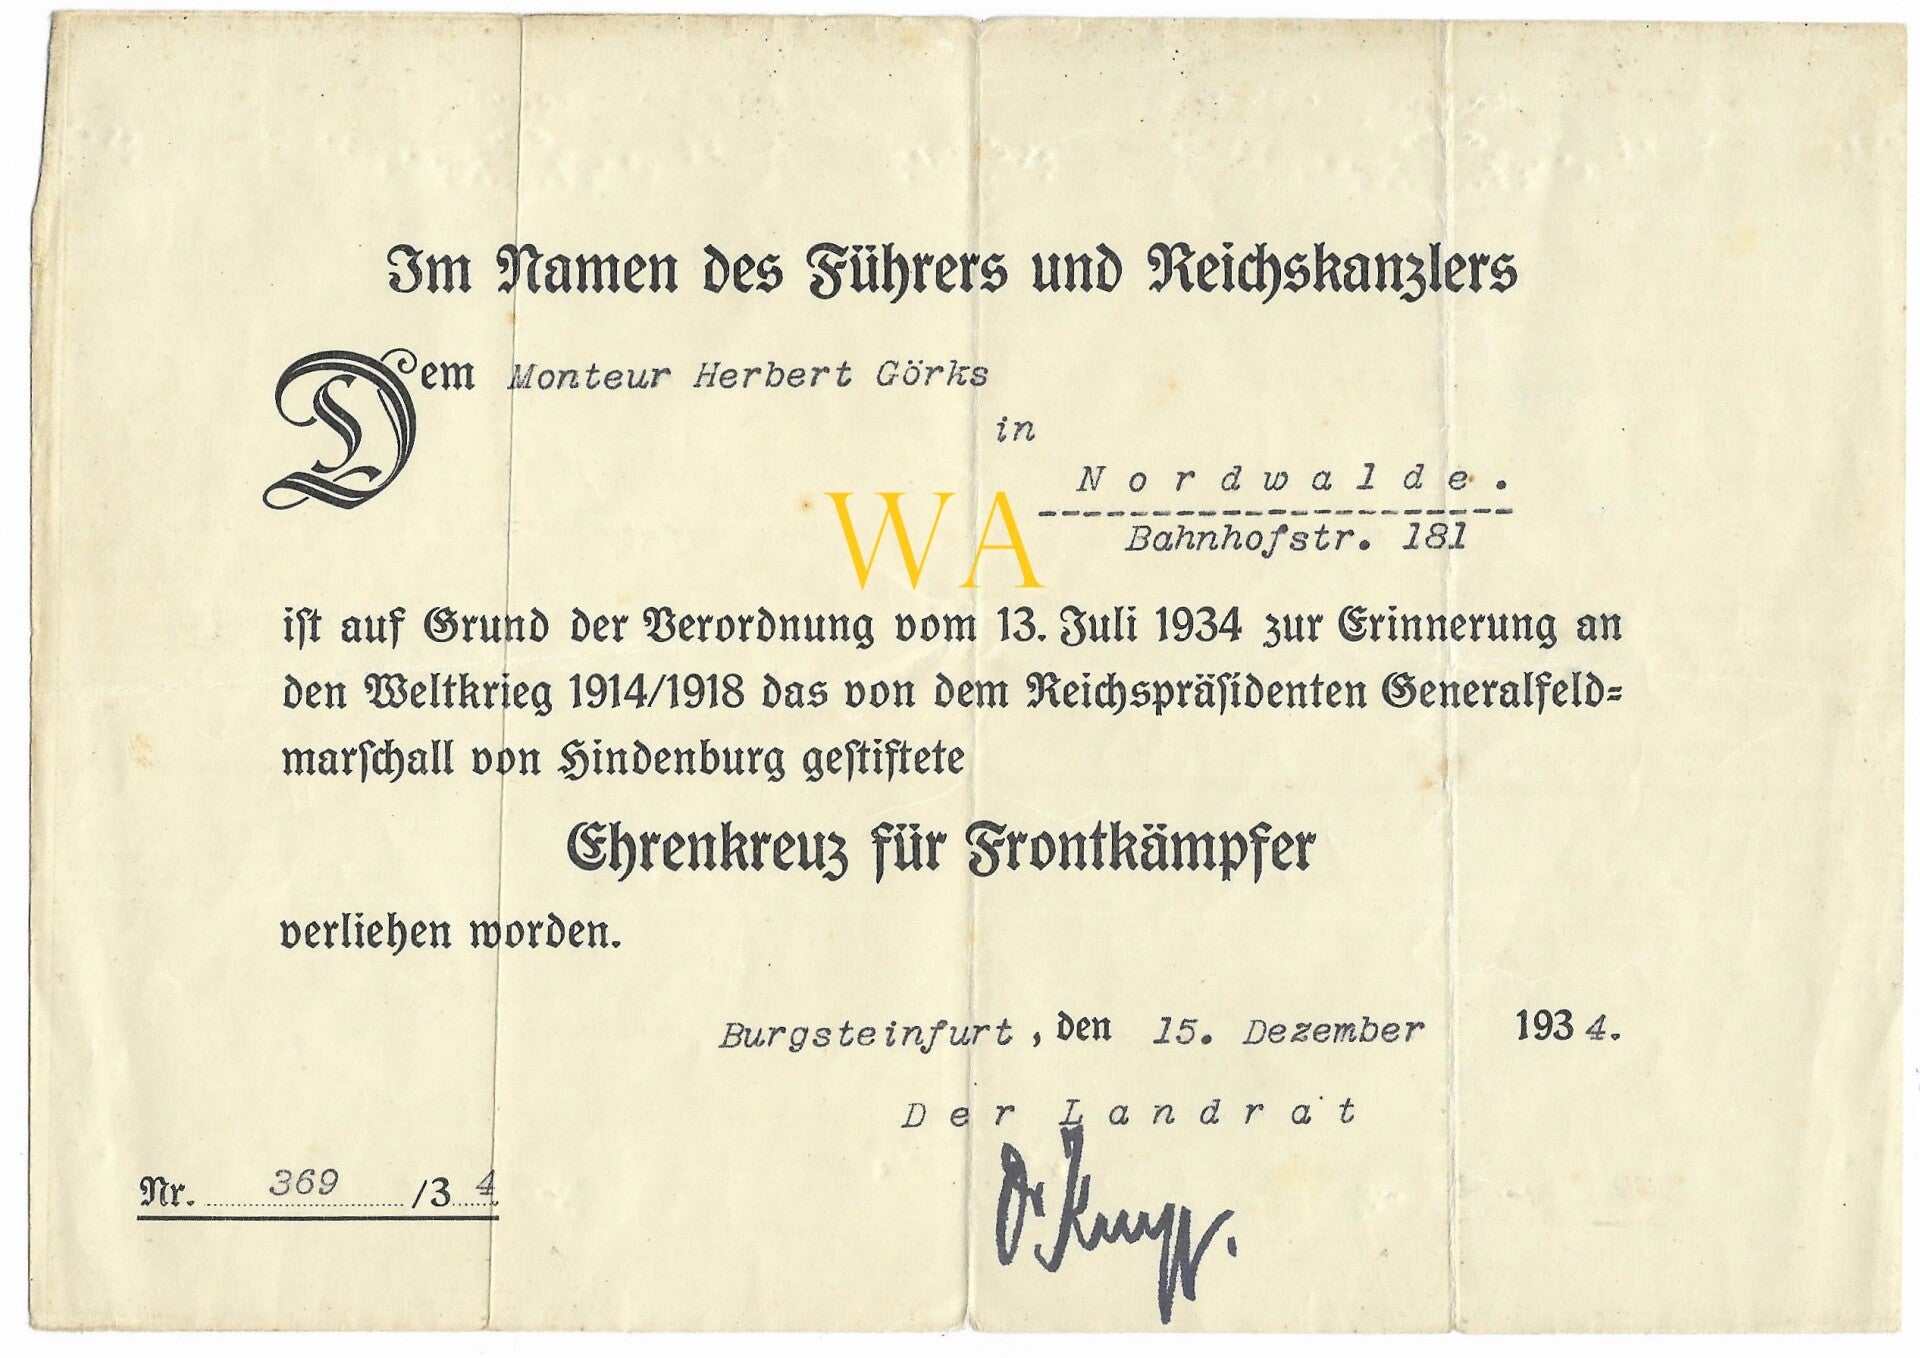 Im Namen des Führers und Reichskanzlers
Dem Monteur Herbert Görks
in
Nordwalde.
Bahnhofstr. 181
WA
ist auf Grund der Verordnung vom 13. Juli 1934 zur Erinnerung an
den Weltkrieg 1914/1918 das von dem Reichspräsidenten Generalfeld=
marschall von Hindenburg gestiftete
Ehrenkreuz für Frontkämpfer
verliehen worden.
Burgsteinfurt, den 15. Dezember 1934.
Der Landrat
Nr. 369 /34
Dr.